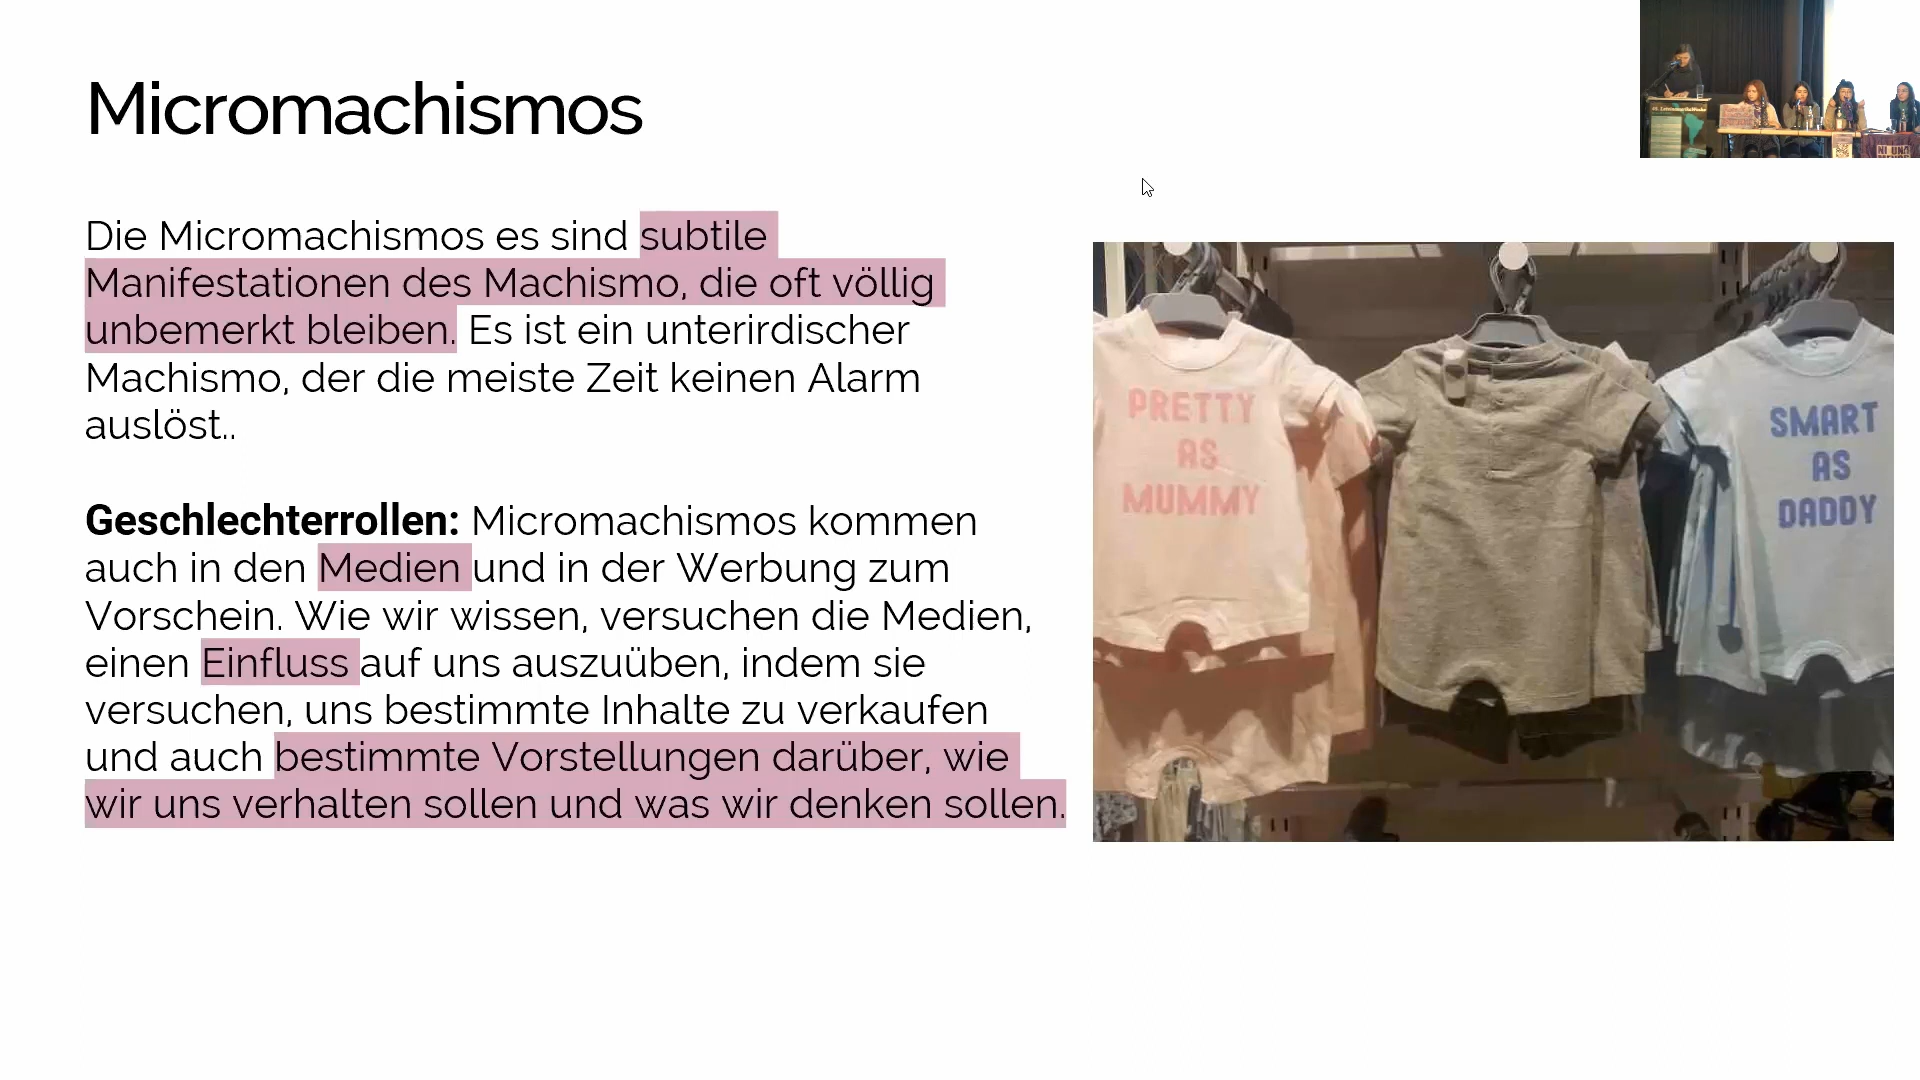 Micromachismos
Die Micromachismos es sind subtile
Manifestationen des Machismo, die oft völlig
unbemerkt bleiben. Es ist ein unterirdischer
Machismo, der die meiste Zeit keinen Alarm
auslöst..
Geschlechterrollen: Micromachismos kommen
auch in den Medien und in der Werbung zum
Vorschein. Wie wir wissen, versuchen die Medien,
einen Einfluss auf uns auszuüben, indem sie
versuchen, uns bestimmte Inhalte zu verkaufen
und auch bestimmte Vorstellungen darüber, wie
wir uns verhalten sollen und was wir denken sollen.
PRETTY
AS
MUMMY
SMART
AS
DADDY
NI UNA